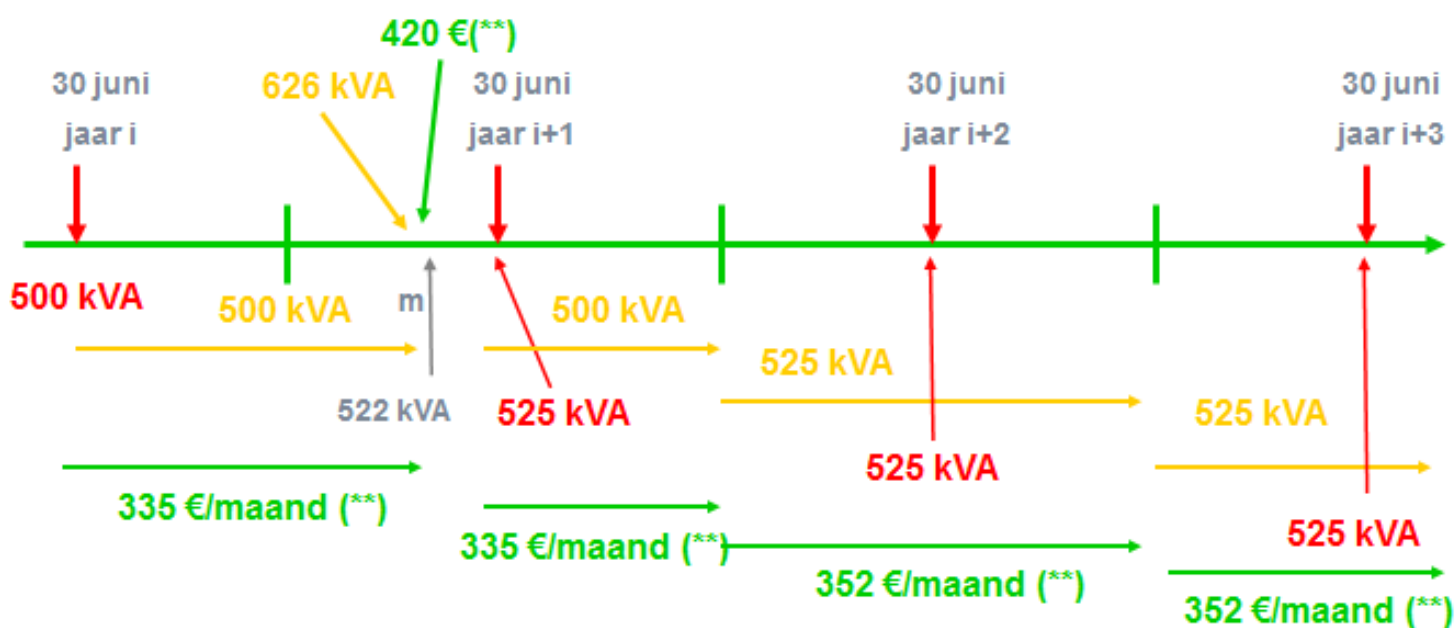 420 €(**)
30 juni
jaar i
626 kVA
30 juni
jaar i+1
30 juni
jaar i+2
30 juni
jaar i+3
500 kVA
500 kVA
m
500 kVA
522 kVA
525 kVA
525 kVA
525 kVA
525 kVA
525 kVA
335 €/maand (**)
335 €/maand (**)
352 €/maand (**)
352 €/maand (**)